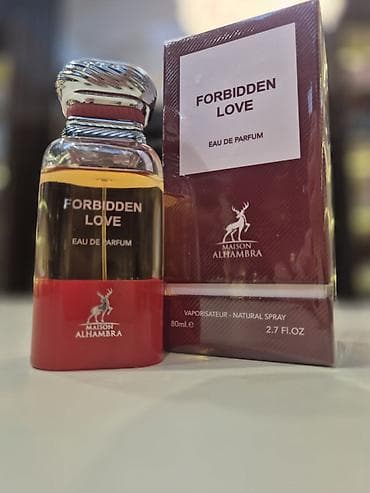 FORBIDDEN
LOVE
EAU DE PARFUM
MAISON
ALHAMBRA
FORBIDDEN
LOVE
EAU DE PARFUM
MAISON
ALHAMBRA
VAPORISATEUR - NATURAL SPRAY
80ml.e 2.7 Fl.OZ